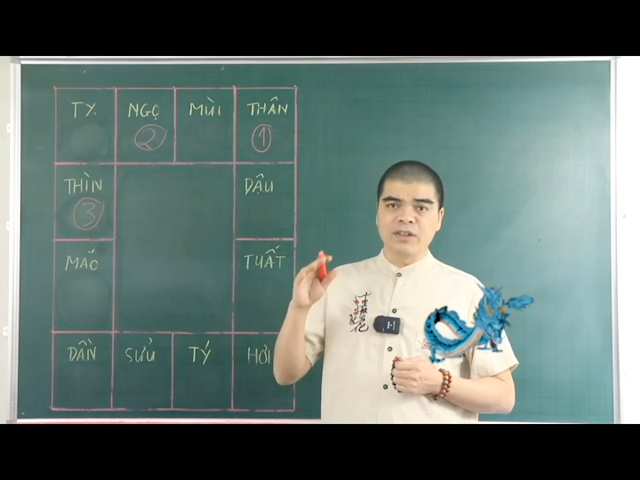 TỴ NGỌ MÙI THÂN
2 1
THÌN DẬU
3
MÃO TUẤT
DẦN SỬU TÝ HỢI